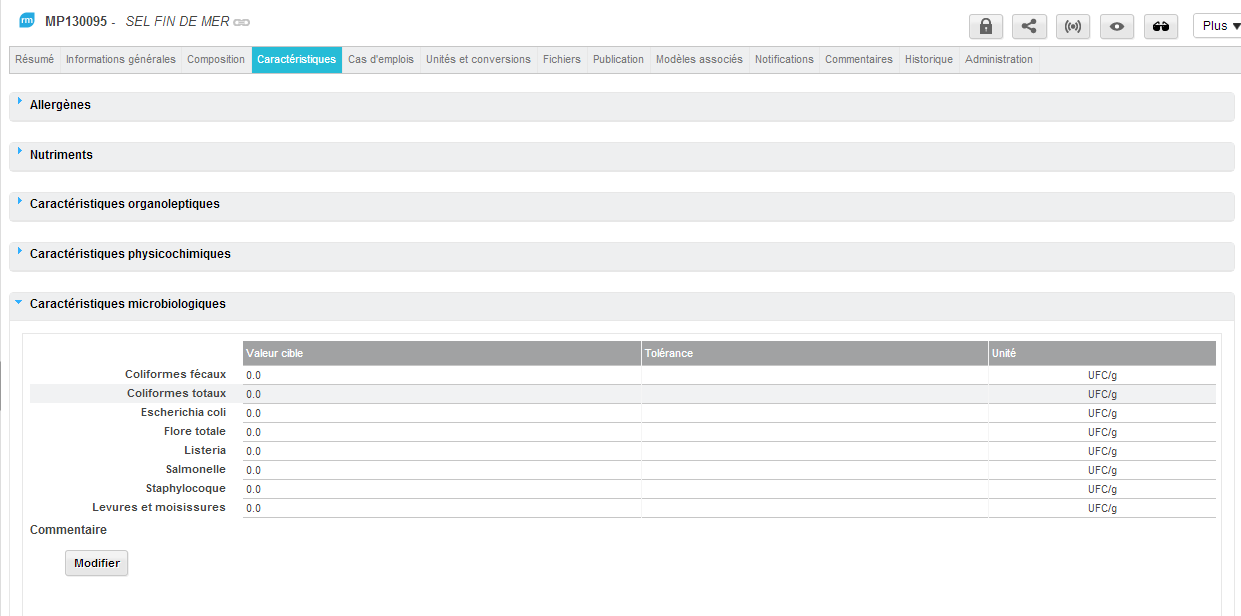 rm MP130095 - SEL FIN DE MER
Plus
Résumé Informations générales Composition Caractéristiques Cas d'emplois Unités et conversions Fichiers Publication Modèles associés Notifications Commentaires Historique Administration
Allergènes
Nutriments
Caractéristiques organoleptiques
Caractéristiques physicochimiques
Caractéristiques microbiologiques
Valeur cible Tolérance Unité
Coliformes fécaux 0.0 UFC/g
Coliformes totaux 0.0 UFC/g
Escherichia coli 0.0 UFC/g
Flore totale 0.0 UFC/g
Listeria 0.0 UFC/g
Salmonelle 0.0 UFC/g
Staphylocoque 0.0 UFC/g
Levures et moisissures 0.0 UFC/g
Commentaire
Modifier